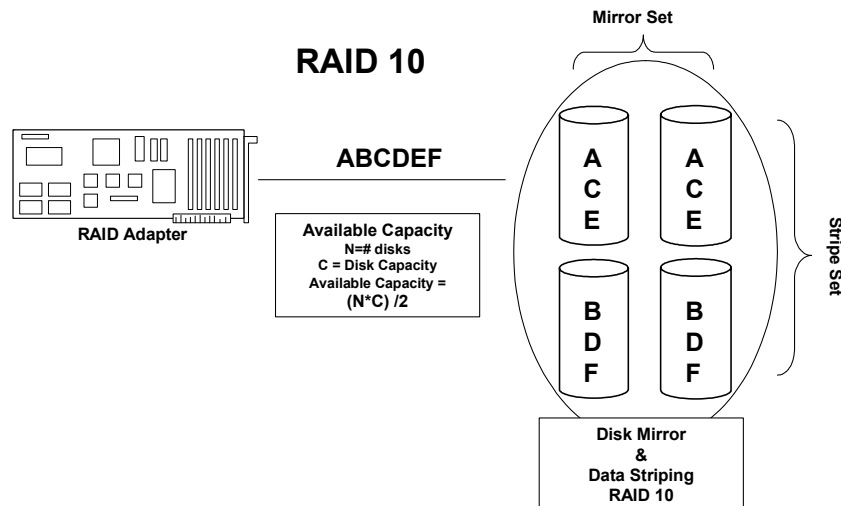 Mirror Set
RAID 10
ABCDEF
RAID Adapter
Available Capacity
N=# disks
C = Disk Capacity
Available Capacity =
(N*C) /2
A
C
E
A
C
E
B
D
F
B
D
F
Stripe Set
Disk Mirror
&
Data Striping
RAID 10